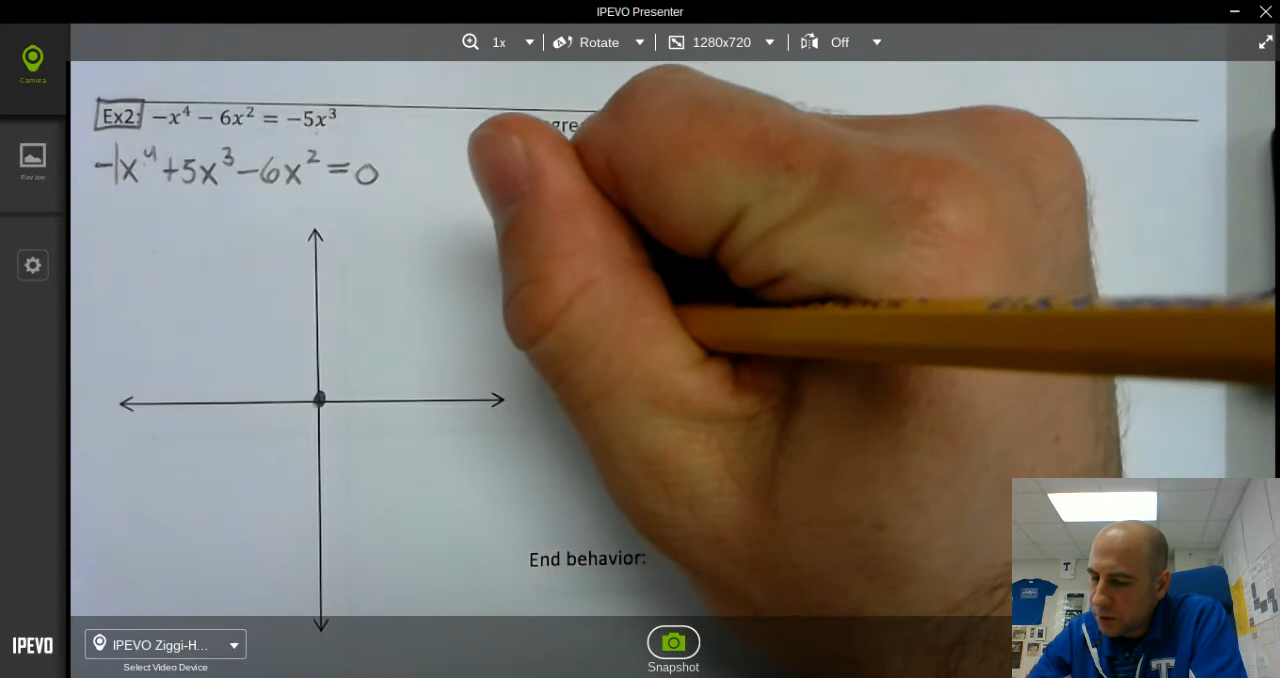 IPEVO Presenter
Camera
1x Rotate 1280x720 Off
Review
Ex2: −x⁴ − 6x² = −5x³
-1x⁴ +5x³ -6x² = 0
End behavior:
IPEVO
IPEVO Ziggi-H...
Select Video Device
Snapshot
T
T